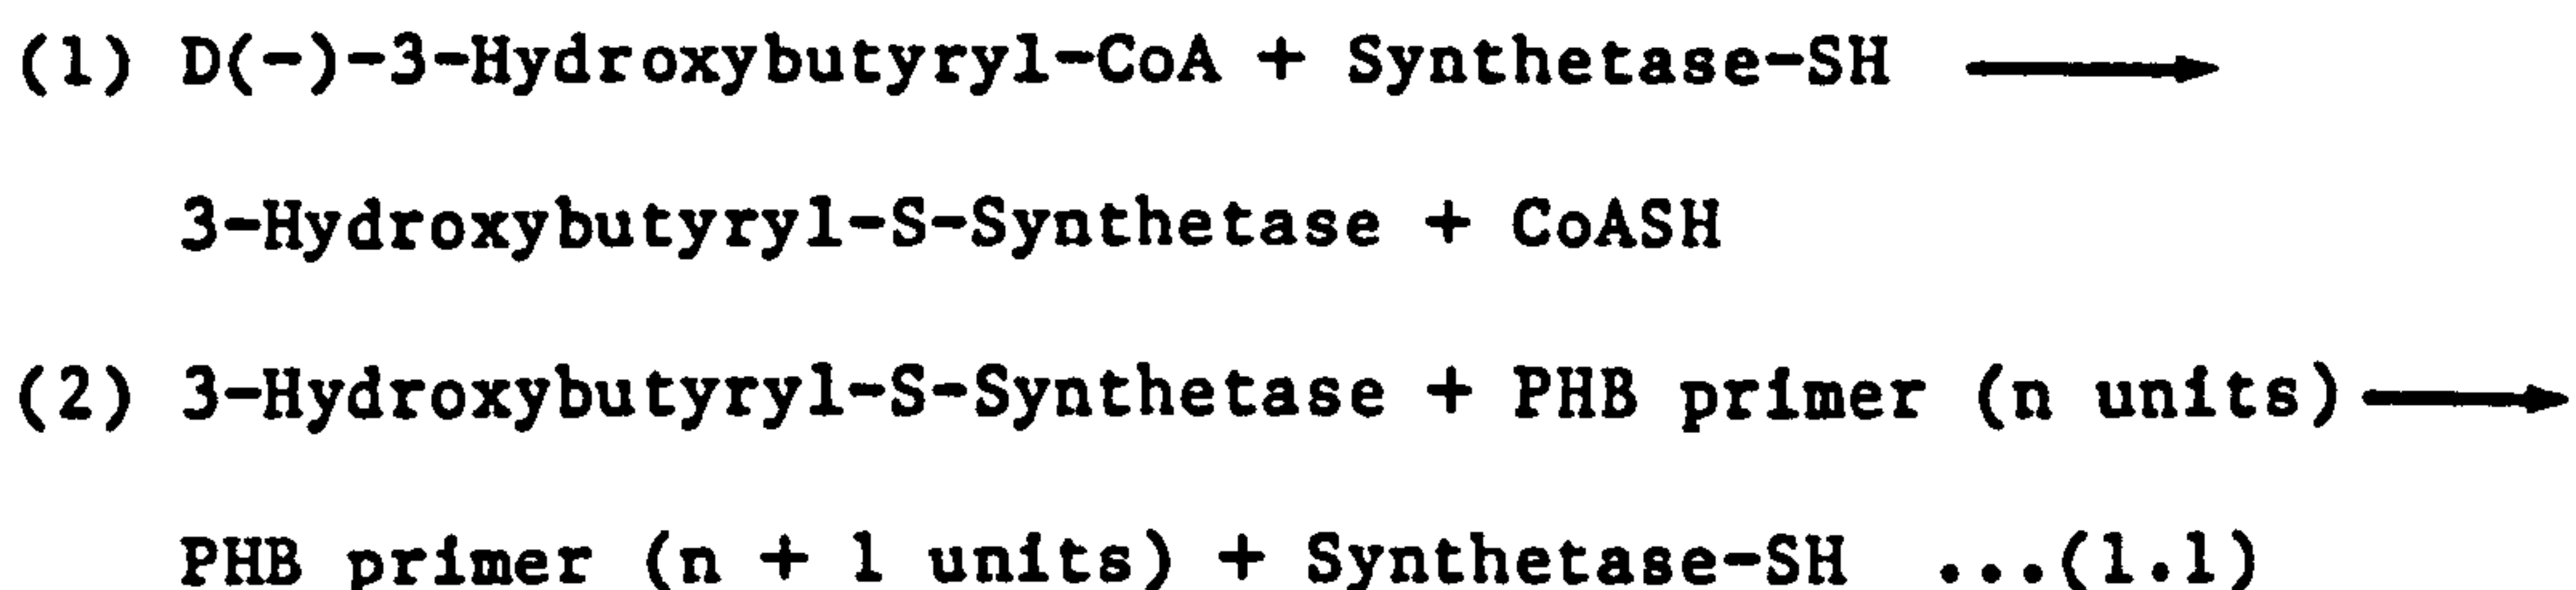 (1) D(-)-3-Hydroxybutyryl-CoA + Synthetase-SH ⟶
3-Hydroxybutyryl-S-Synthetase + CoASH
(2) 3-Hydroxybutyryl-S-Synthetase + PHB primer (n units) ⟶
PHB primer (n + 1 units) + Synthetase-SH ...(1.1)